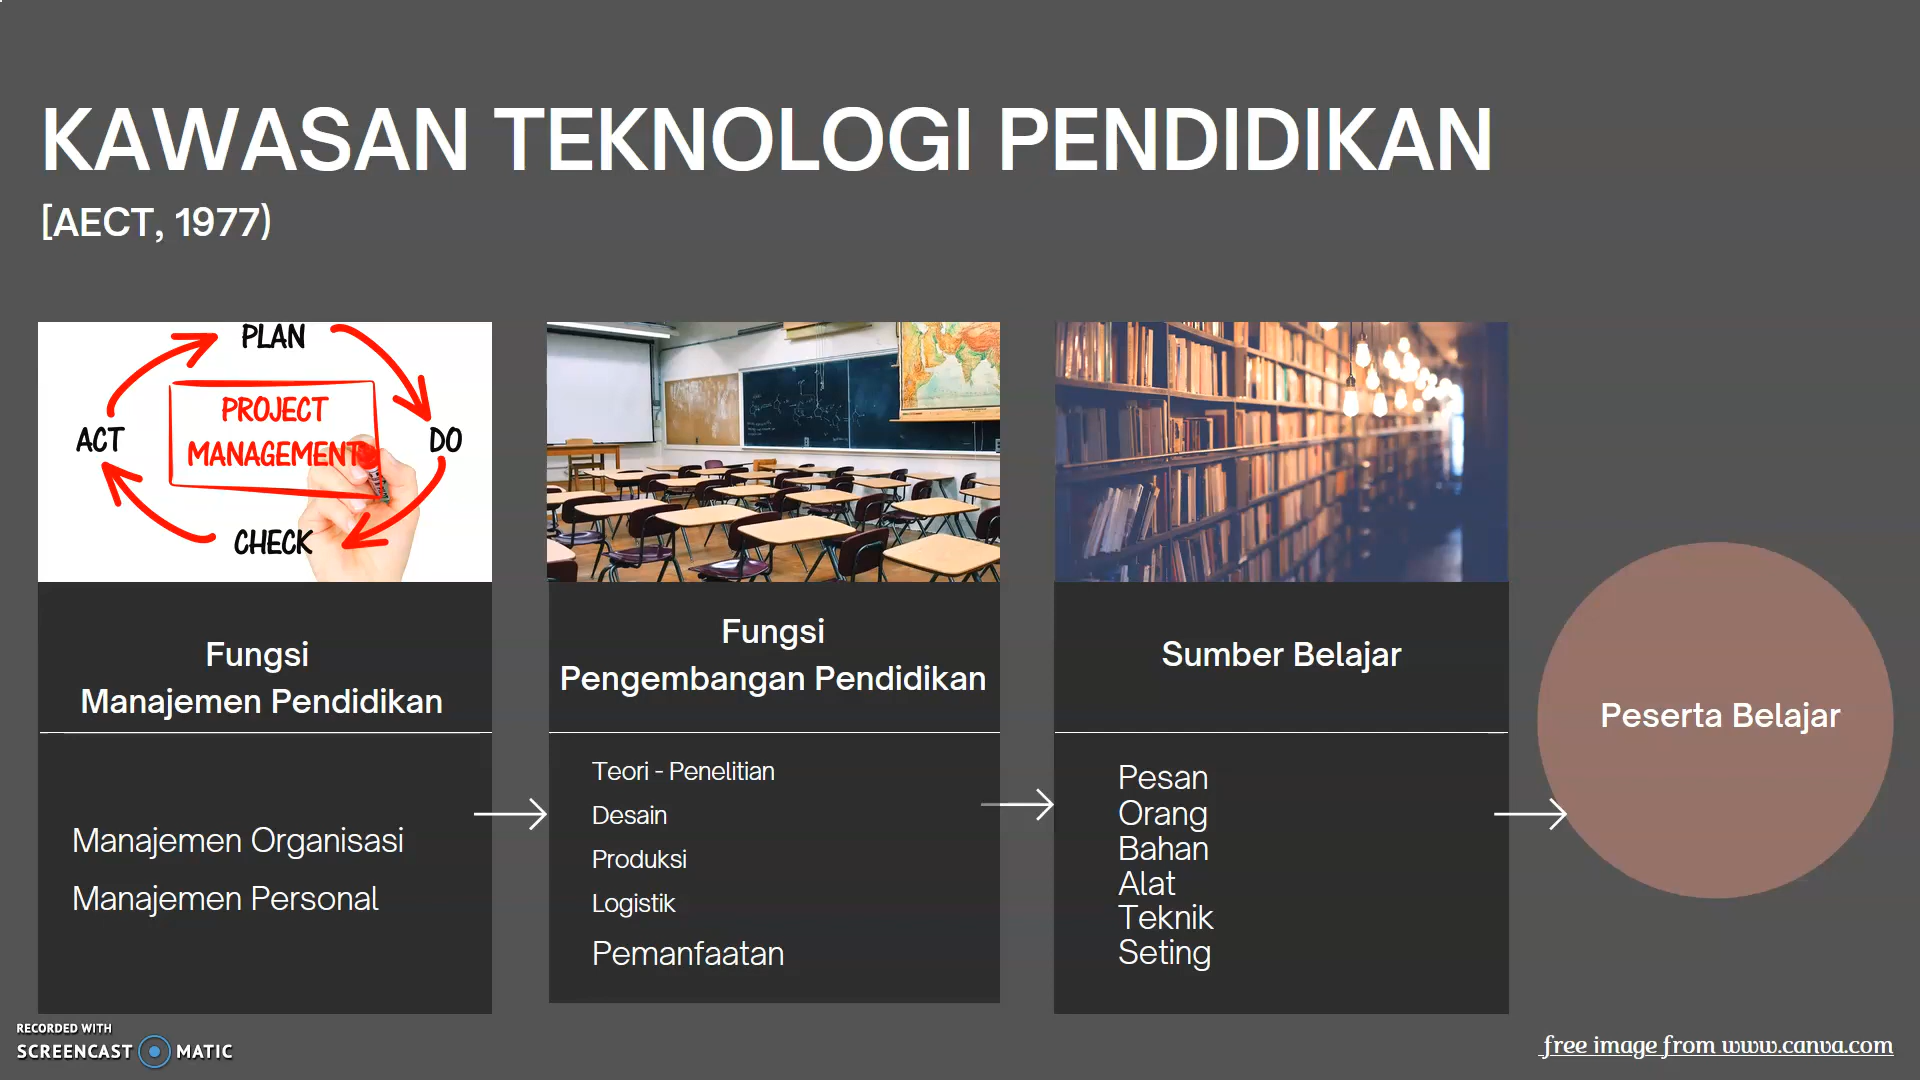 KAWASAN TEKNOLOGI PENDIDIKAN
[AECT, 1977)
PLAN
PROJECT
MANAGEMENT
ACT
DO
CHECK
Fungsi
Manajemen Pendidikan
Manajemen Organisasi
Manajemen Personal
Fungsi
Pengembangan Pendidikan
Teori - Penelitian
Desain
Produksi
Logistik
Pemanfaatan
Sumber Belajar
Pesan
Orang
Bahan
Alat
Teknik
Seting
Peserta Belajar
RECORDED WITH
SCREENCAST MATIC
free image from www.canva.com